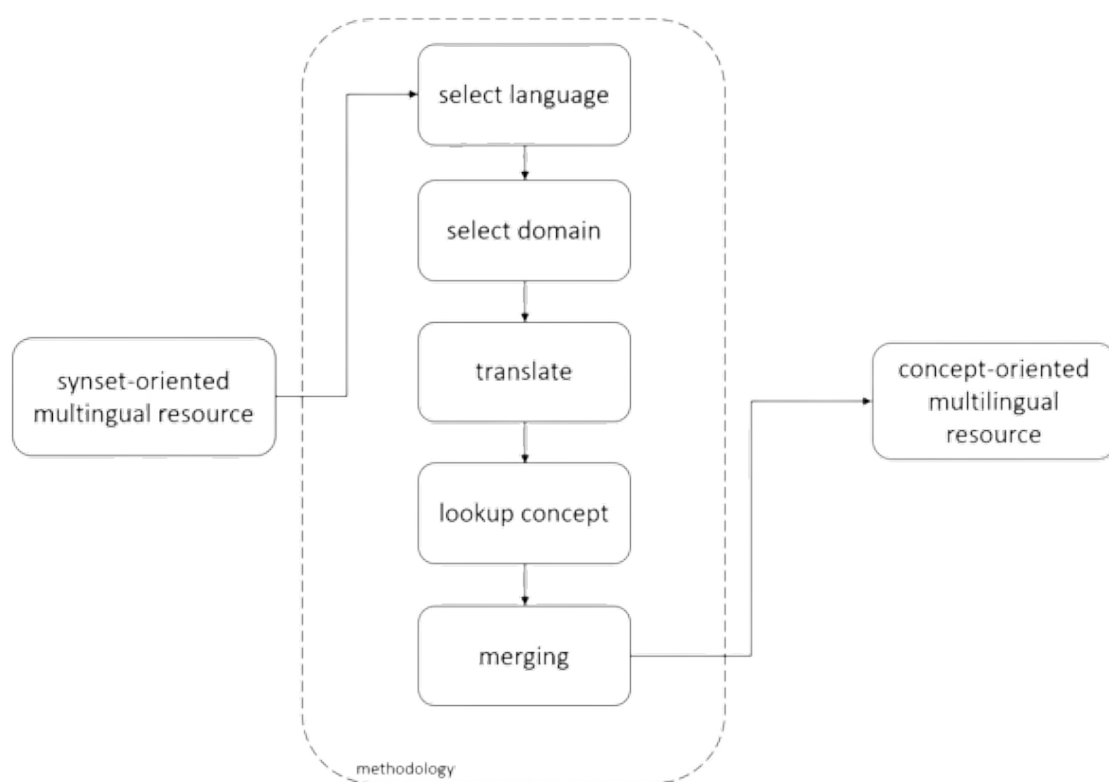 select language
select domain
translate
lookup concept
merging
synset-oriented
multingual resource
concept-oriented
multilingual
resource
methodology